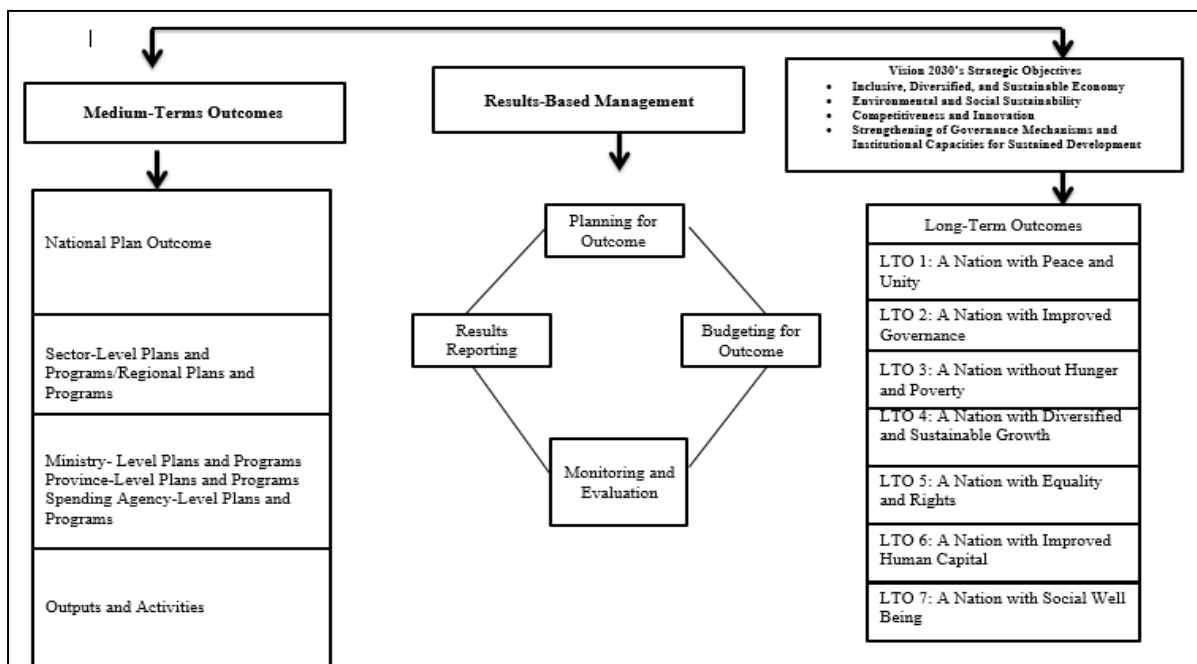 Medium-Terms Outcomes
National Plan Outcome
Sector-Level Plans and
Programs/Regional Plans and
Programs
Ministry- Level Plans and Programs
Province-Level Plans and Programs
Spending Agency-Level Plans and
Programs
Outputs and Activities
Results-Based Management
Planning for
Outcome
Results
Reporting
Budgeting for
Outcome
Monitoring and
Evaluation
Vision 2030's Strategic Objectives
• Inclusive, Diversified, and Sustainable Economy
• Environmental and Social Sustainability
• Competitiveness and Innovation
• Strengthening of Governance Mechanisms and
Institutional Capacities for Sustained Development
Long-Term Outcomes
LTO 1: A Nation with Peace and
Unity
LTO 2: A Nation with Improved
Governance
LTO 3: A Nation without Hunger
and Poverty
LTO 4: A Nation with Diversified
and Sustainable Growth
LTO 5: A Nation with Equality
and Rights
LTO 6: A Nation with Improved
Human Capital
LTO 7: A Nation with Social Well
Being